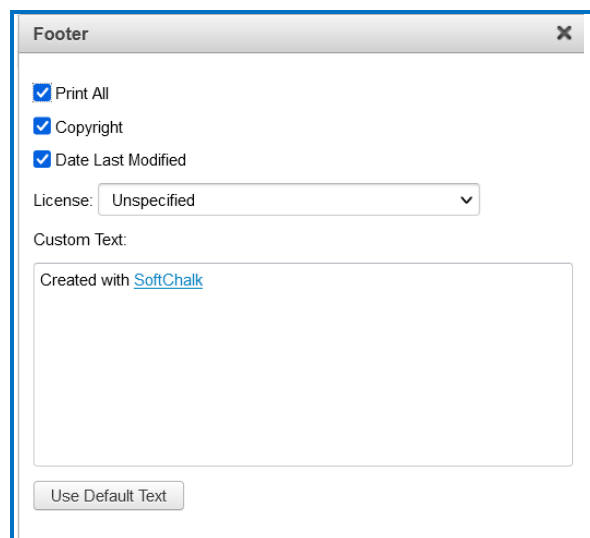 Footer
Print All
Copyright
Date Last Modified
License: Unspecified
Custom Text:
Created with SoftChalk
Use Default Text